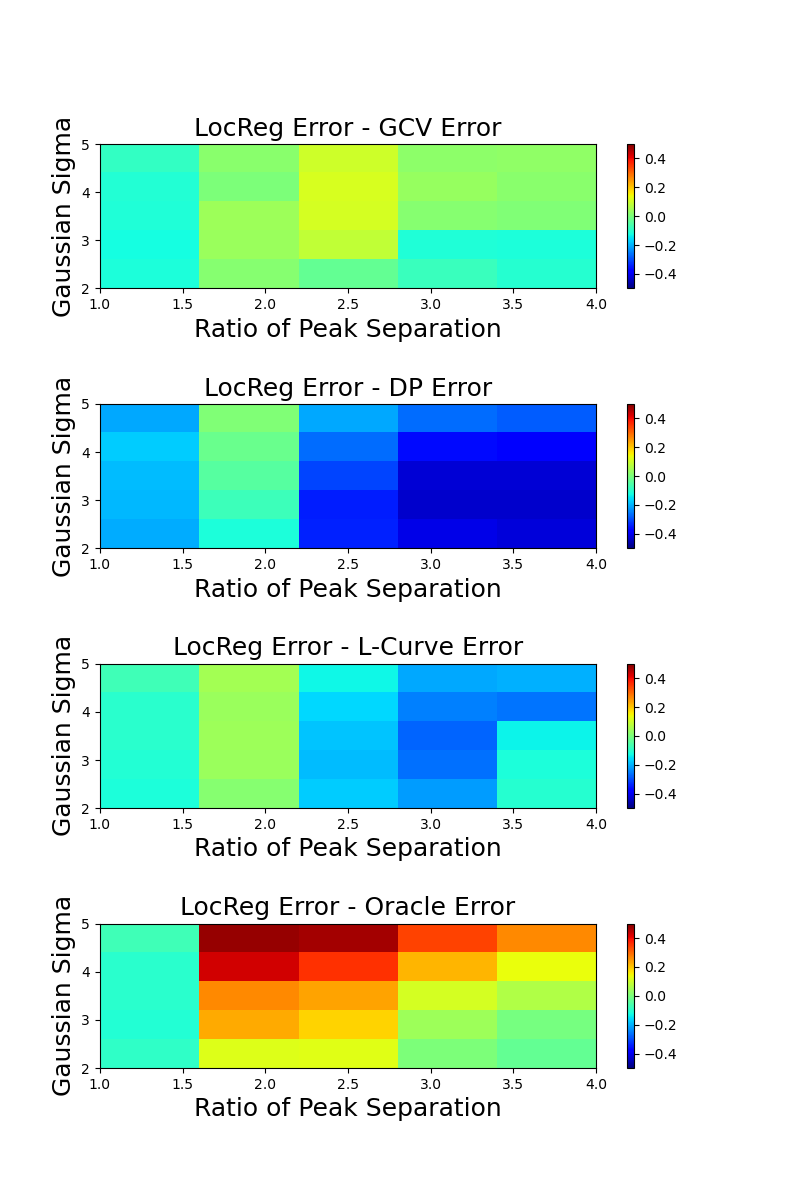 LocReg Error - GCV Error
Gaussian Sigma
5
4
3
2
1.0 1.5 2.0 2.5 3.0 3.5 4.0
Ratio of Peak Separation
0.4
0.2
0.0
−0.2
−0.4
LocReg Error - DP Error
Gaussian Sigma
5
4
3
2
1.0 1.5 2.0 2.5 3.0 3.5 4.0
Ratio of Peak Separation
0.4
0.2
0.0
−0.2
−0.4
LocReg Error - L-Curve Error
Gaussian Sigma
5
4
3
2
1.0 1.5 2.0 2.5 3.0 3.5 4.0
Ratio of Peak Separation
0.4
0.2
0.0
−0.2
−0.4
LocReg Error - Oracle Error
Gaussian Sigma
5
4
3
2
1.0 1.5 2.0 2.5 3.0 3.5 4.0
Ratio of Peak Separation
0.4
0.2
0.0
−0.2
−0.4